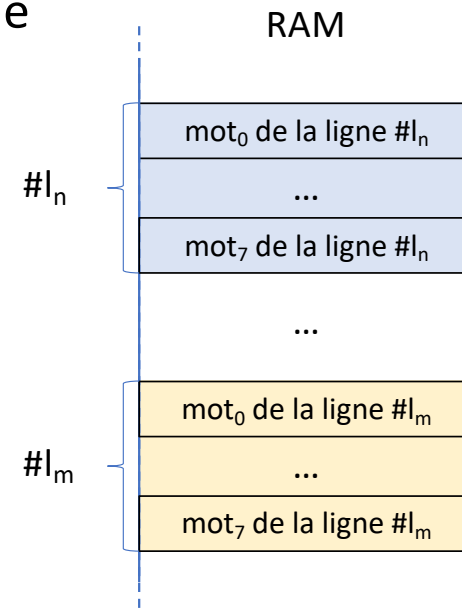 e
RAM
mot₀ de la ligne #lₙ
#lₙ
...
mot₇ de la ligne #lₙ
...
mot₀ de la ligne #lₘ
#lₘ
...
mot₇ de la ligne #lₘ